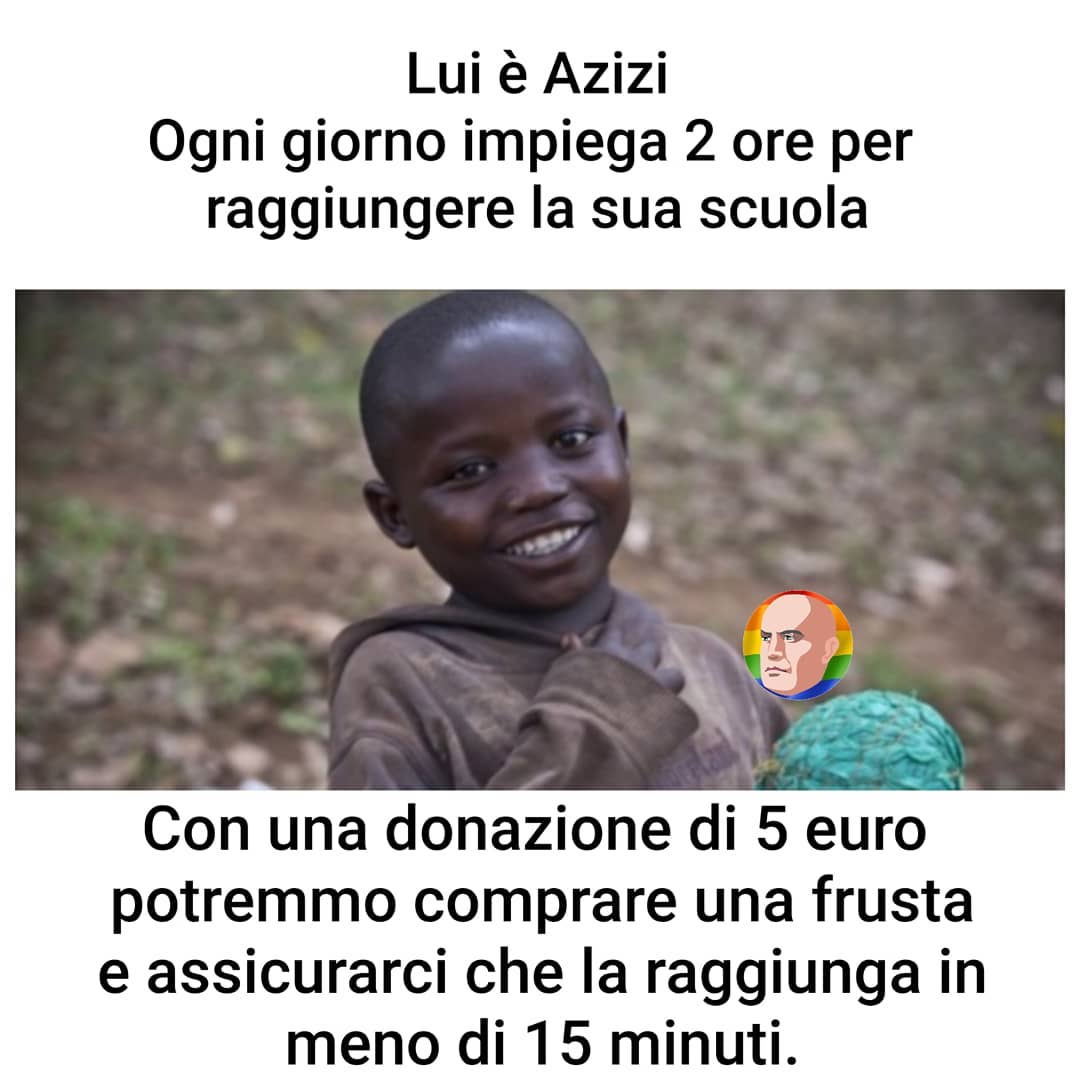 Lui è Azizi
Ogni giorno impiega 2 ore per
raggiungere la sua scuola
Con una donazione di 5 euro
potremmo comprare una frusta
e assicurarci che la raggiunga in
meno di 15 minuti.